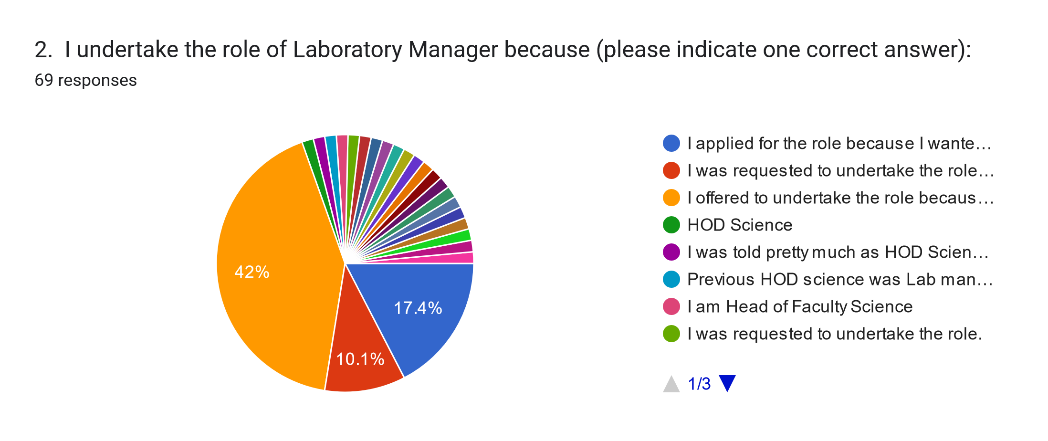 2. I undertake the role of Laboratory Manager because (please indicate one correct answer):
69 responses
I applied for the role because I wante…
I was requested to undertake the role…
I offered to undertake the role becaus…
HOD Science
I was told pretty much as HOD Scien…
Previous HOD science was Lab man…
I am Head of Faculty Science
I was requested to undertake the role.
42%
17.4%
10.1%
1/3